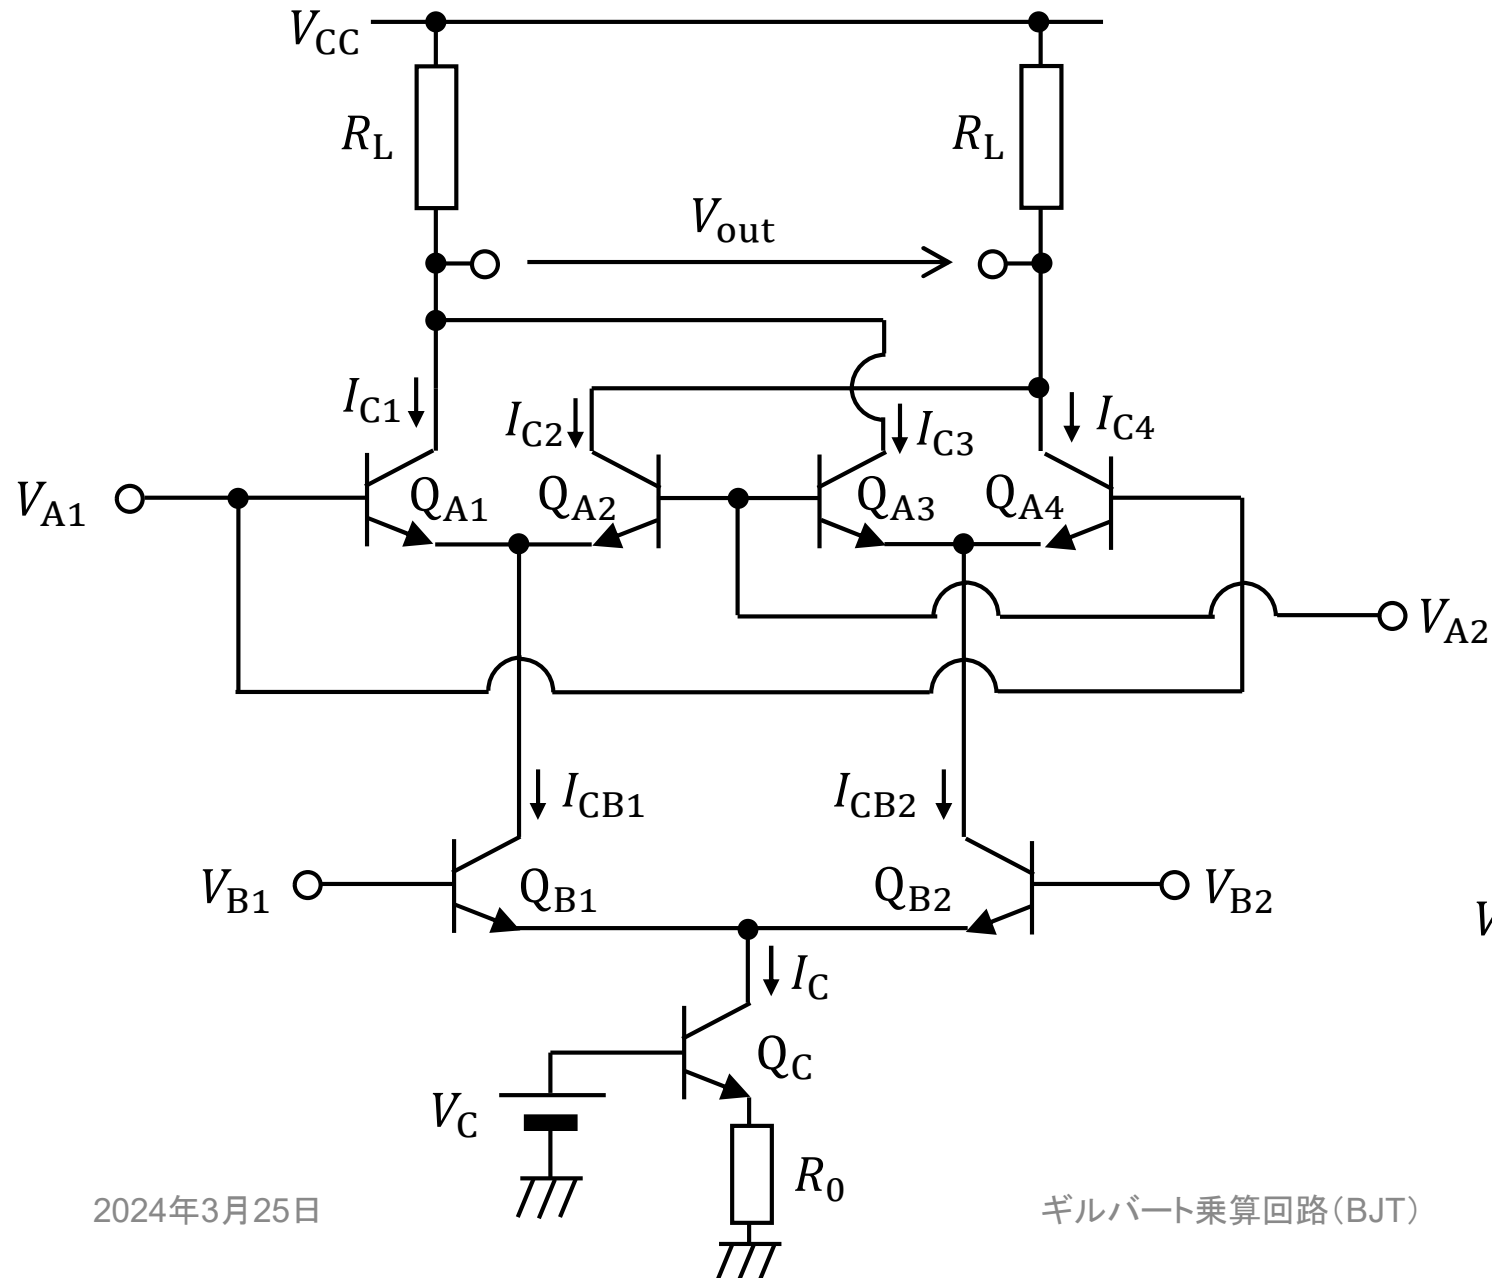 V_CC
R_L R_L
V_out
I_C1 I_C2 I_C3 I_C4
V_A1 Q_A1 Q_A2 Q_A3 Q_A4
V_A2
I_CB1 I_CB2
V_B1 Q_B1 Q_B2 V_B2
V
I_C
Q_C
V_C
R_0
2024年3月25日 ギルバート乗算回路(BJT)